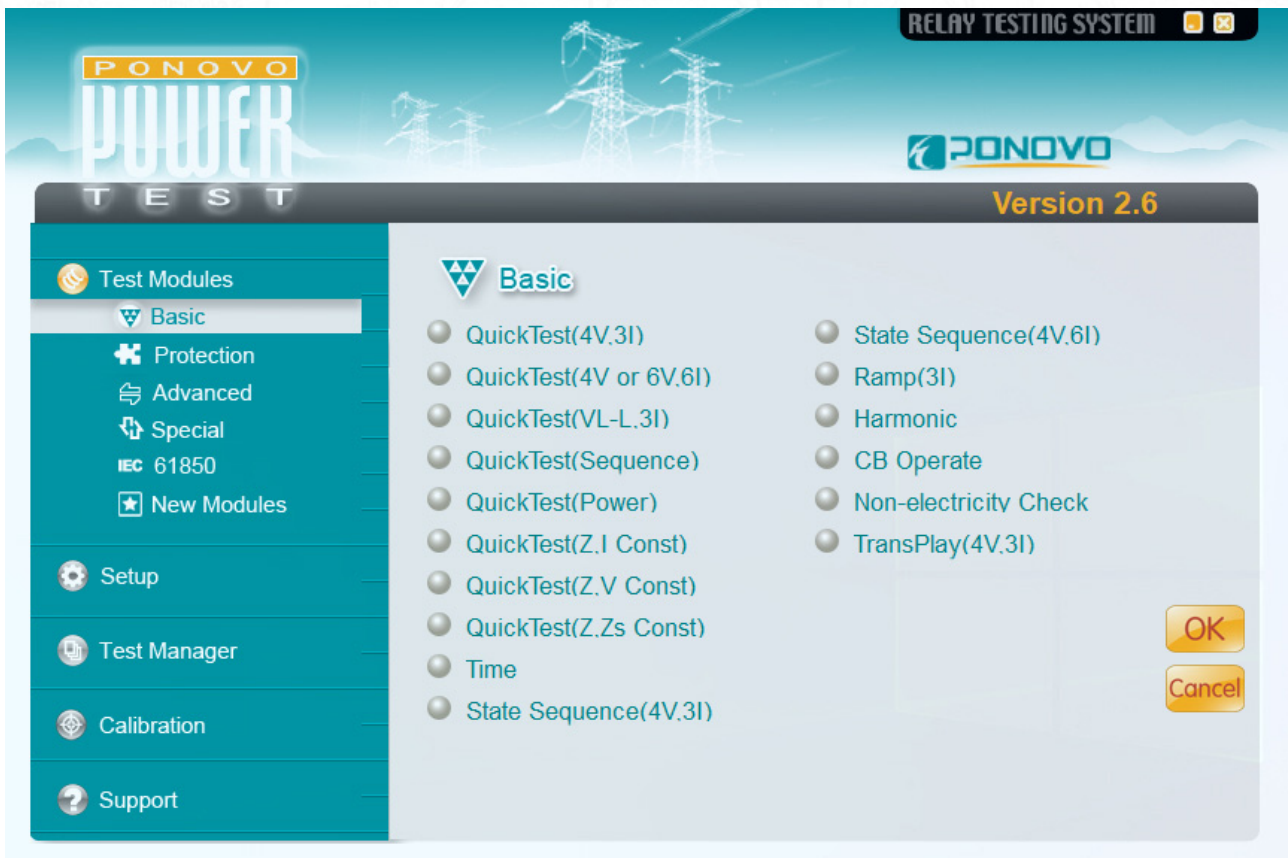 RELAY TESTING SYSTEM
PONOVO
POWER
TEST
PONOVO
Version 2.6
Test Modules
Basic
Protection
Advanced
Special
IEC 61850
New Modules
Setup
Test Manager
Calibration
Support
Basic
QuickTest(4V,3I)
QuickTest(4V or 6V,6I)
QuickTest(VL-L,3I)
QuickTest(Sequence)
QuickTest(Power)
QuickTest(Z,I Const)
QuickTest(Z,V Const)
QuickTest(Z,Zs Const)
Time
State Sequence(4V,3I)
State Sequence(4V,6I)
Ramp(3I)
Harmonic
CB Operate
Non-electricity Check
TransPlay(4V,3I)
OK
Cancel